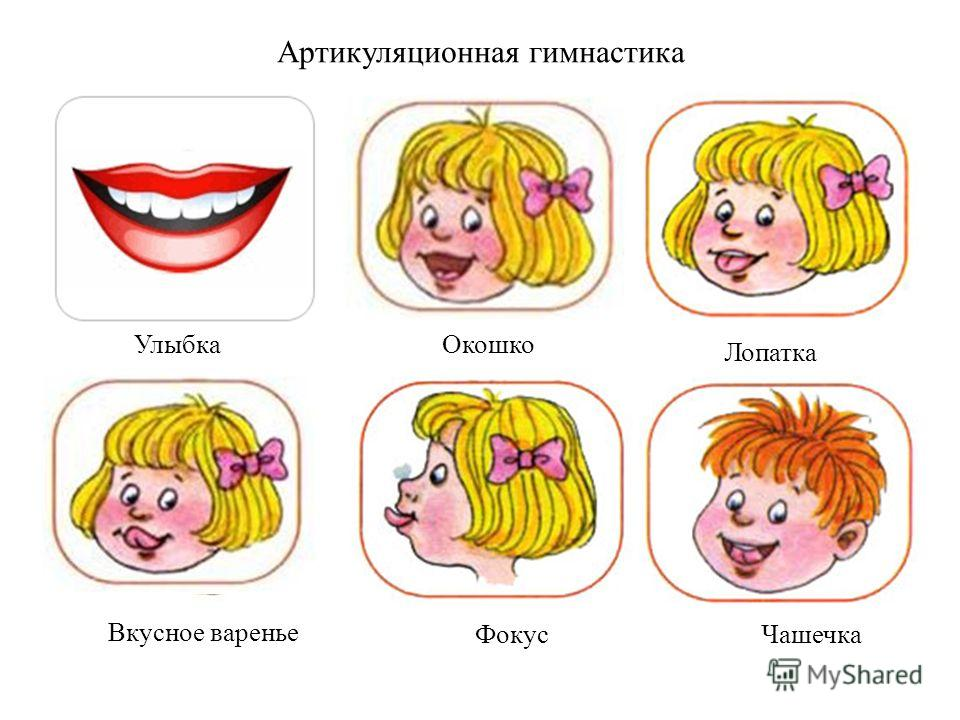 Артикуляционная гимнастика
Улыбка
Окошко
Лопатка
Вкусное варенье
Фокус
Чашечка
MyShared